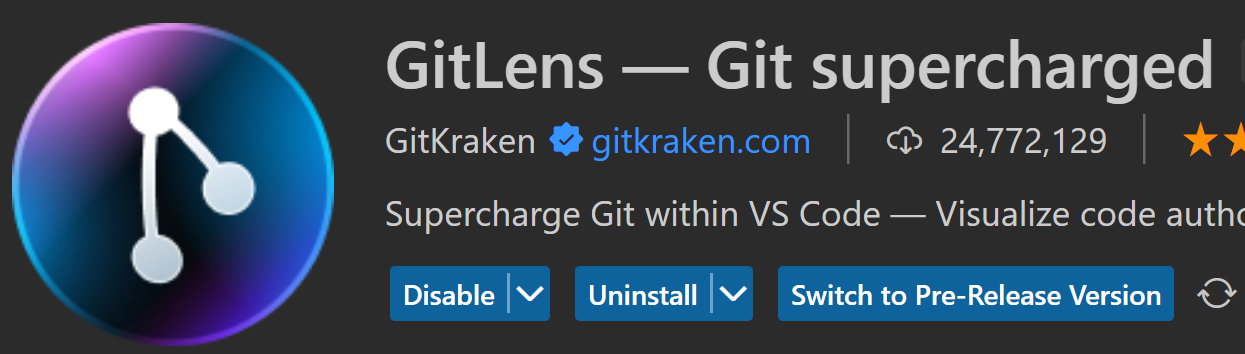 GitLens — Git supercharged
GitKraken gitkraken.com 24,772,129
Supercharge Git within VS Code — Visualize code
Disable Uninstall Switch to Pre-Release Version